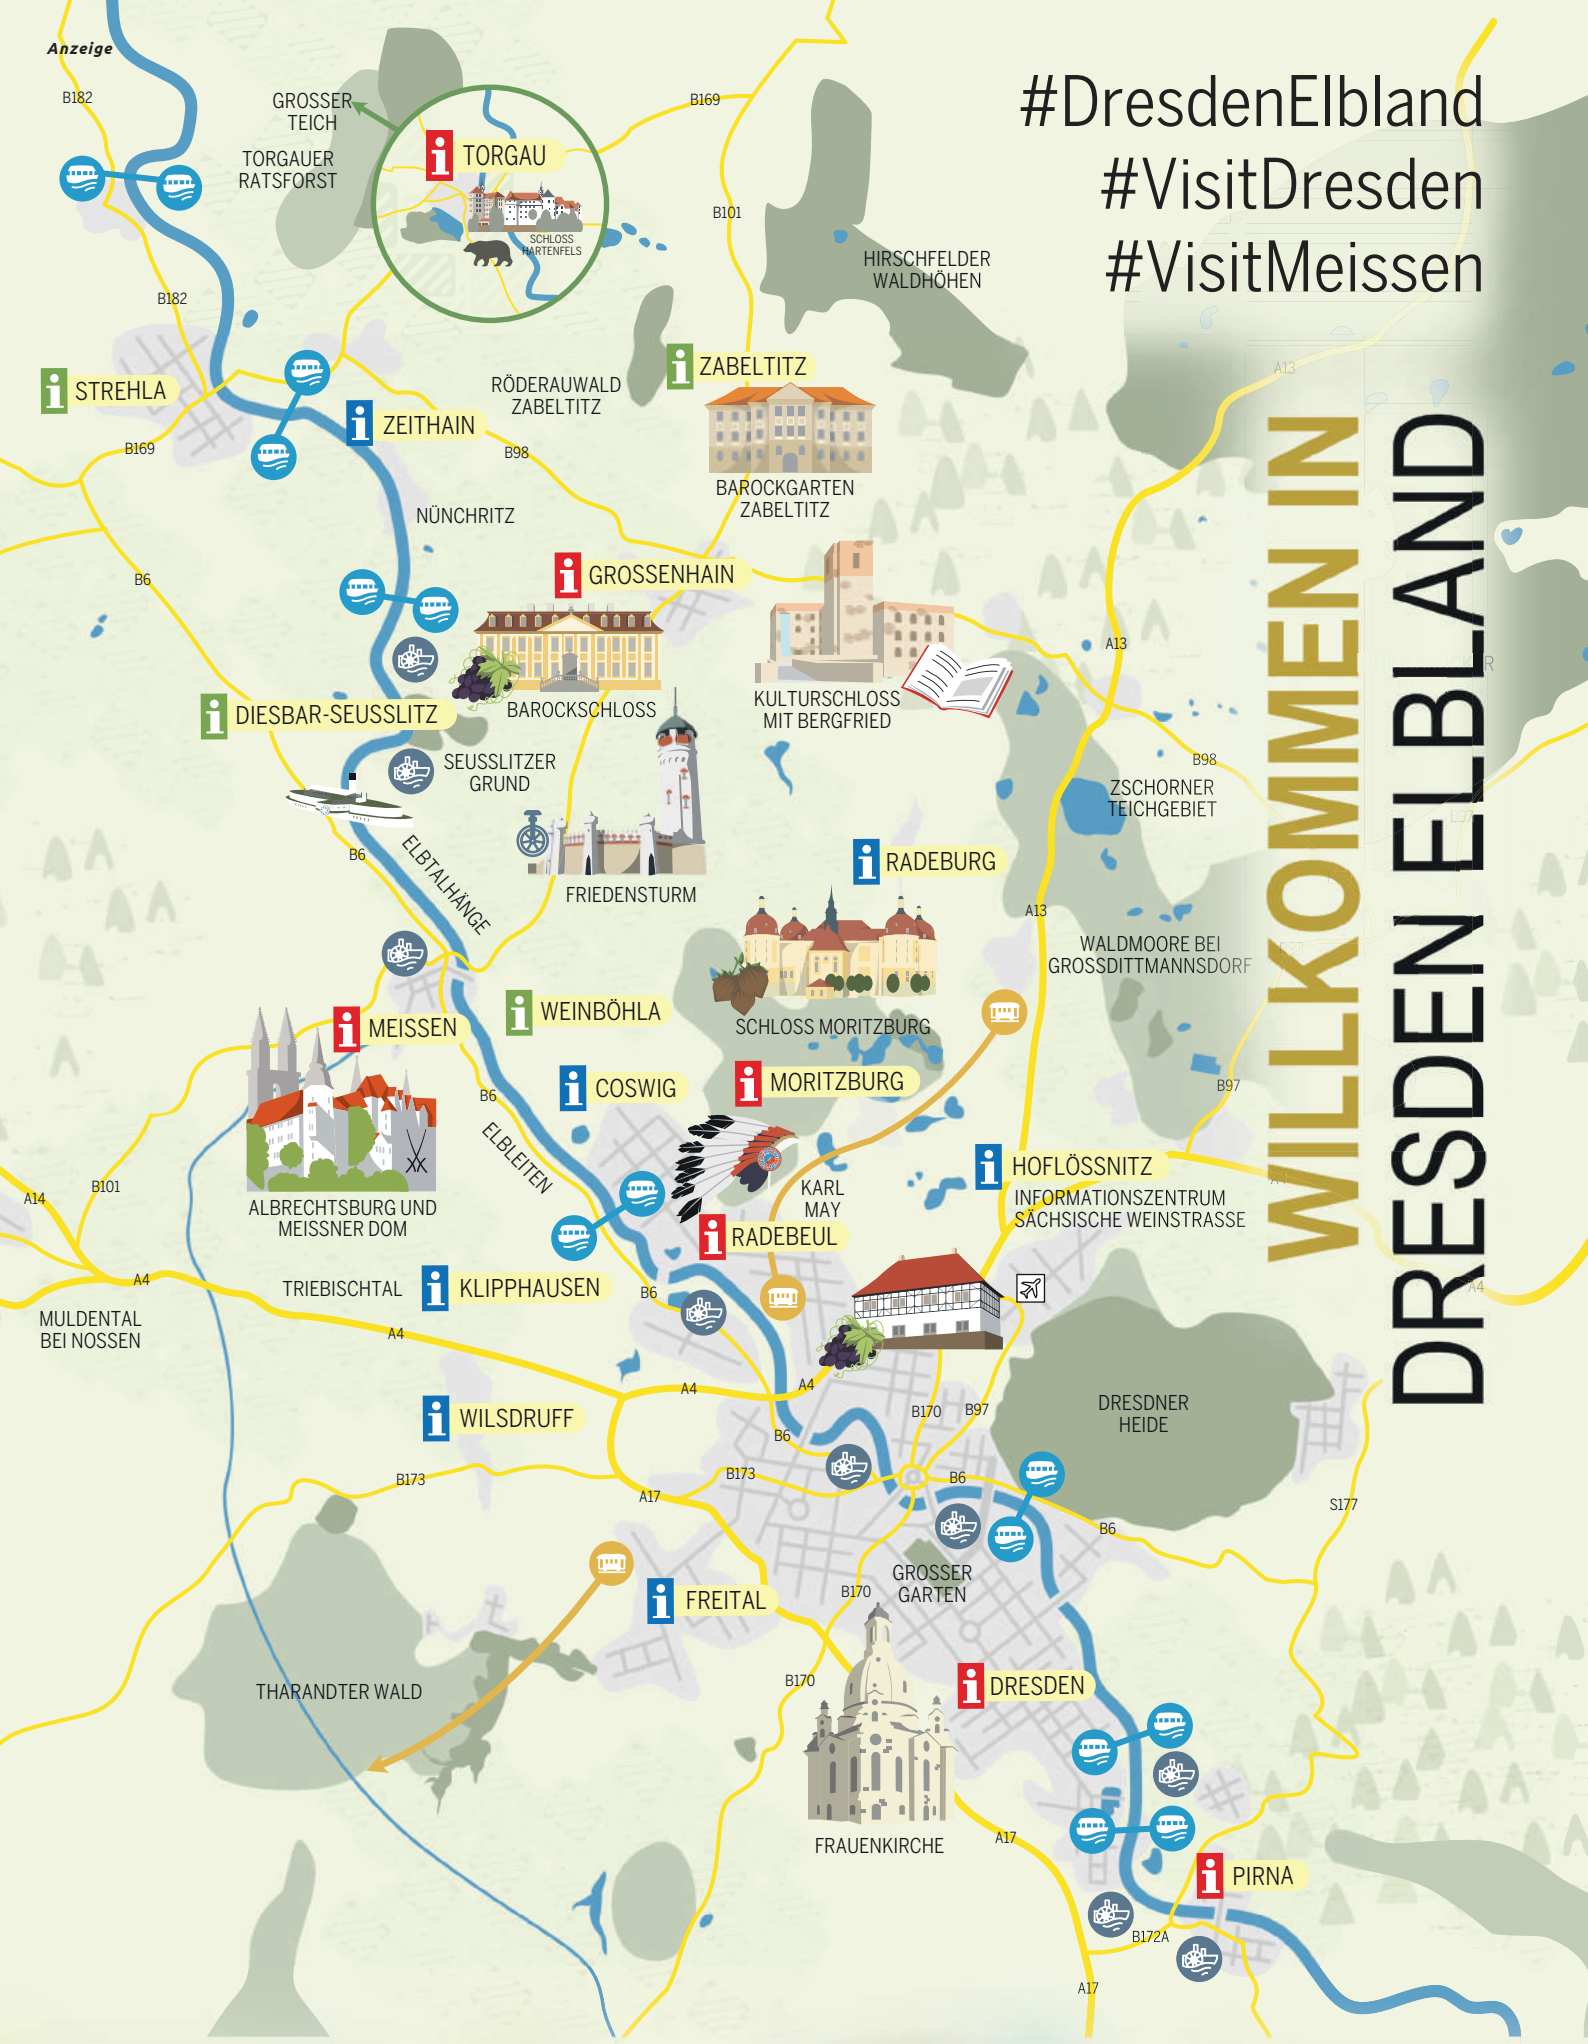 Anzeige
B182
GROSSER
TEICH
TORGAUER
RATSFORST
i TORGAU
SCHLOSS
HARTENFELS
B169
B101
#DresdenElbland
#VisitDresden
#VisitMeissen
HIRSCHFELDER
WALDHÖHEN
B182
i STREHLA
B169
i ZEITHAIN
RÖDERAUWALD
ZABELTITZ
B98
i ZABELTITZ
BAROCKGARTEN
ZABELTITZ
A13
WILLKOMMEN IN
DRESDEN ELBLAND
NÜNCHRITZ
B6
i GROSSENHAIN
A13
i DIESBAR-SEUSSLITZ
BAROCKSCHLOSS
KULTURSCHLOSS
MIT BERGFRIED
SEUSSLITZER
GRUND
B98
ZSCHORNER
TEICHGEBIET
B97
B6
ELBTALHÄNGE
FRIEDENSTURM
i RADEBURG
A13
WALDMOORE BEI
GROSSDITTMANNSDORF
i MEISSEN
i WEINBÖHLA
SCHLOSS MORITZBURG
i COSWIG
i MORITZBURG
B6
B97
ELBLEITEN
ALBRECHTSBURG UND
MEISSNER DOM
KARL
MAY
i RADEBEUL
i HOFLÖSSNITZ
INFORMATIONSZENTRUM
SÄCHSISCHE WEINSTRASSE
A4
A14
B101
A4
MULDENTAL
BEI NOSSEN
TRIEBISCHTAL
i KLIPPHAUSEN
B6
A4
A4
A4
A4
i WILSDRUFF
B170
B97
DRESDNER
HEIDE
B6
B173
B173
B6
A17
S177
B6
GROSSER
GARTEN
B170
i FREITAL
THARANDTER WALD
B170
i DRESDEN
FRAUENKIRCHE
A17
i PIRNA
B172A
A17